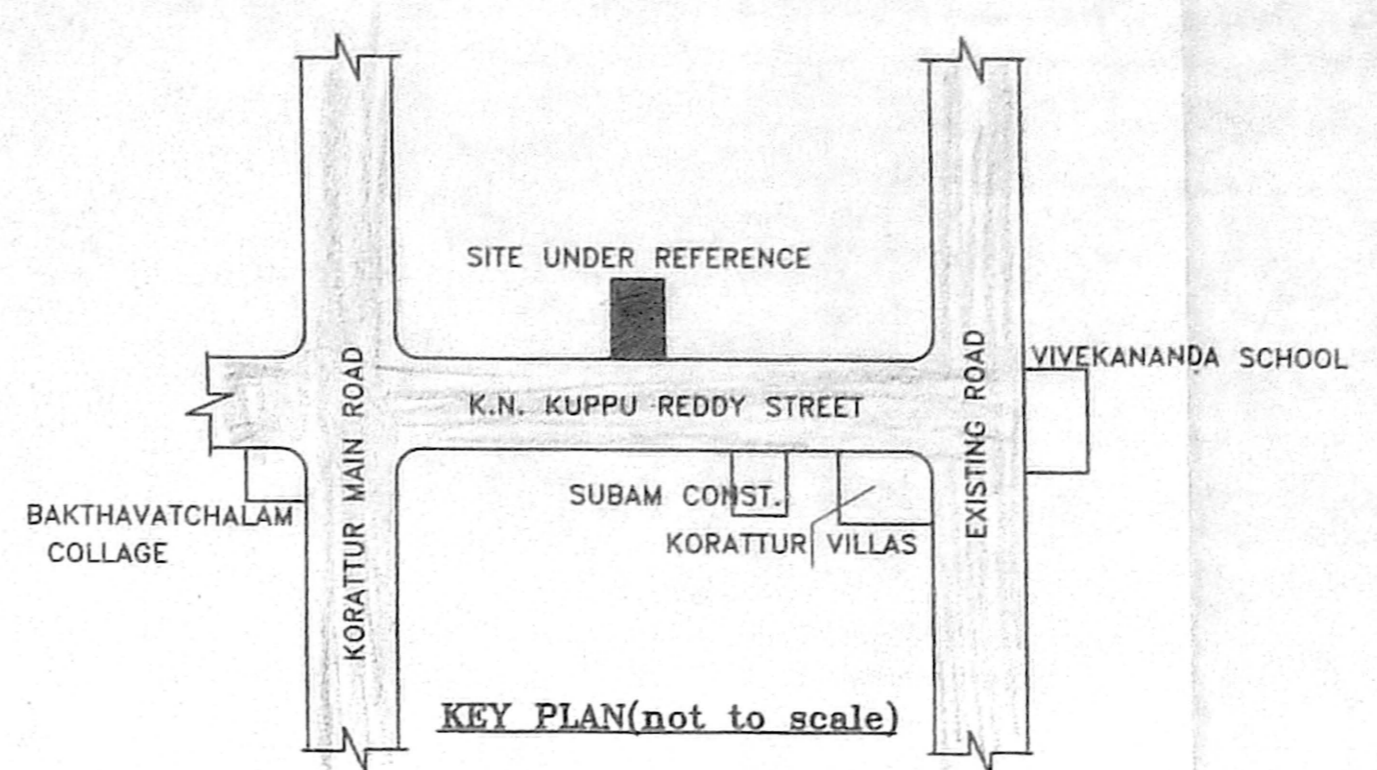 SITE UNDER REFERENCE
KORATTUR MAIN ROAD
K.N. KUPPU REDDY STREET
EXISTING ROAD
VIVEKANANDA SCHOOL
SUBAM CONST.
BAKTHAVATCHALAM
COLLAGE
KORATTUR VILLAS
KEY PLAN(not to scale)